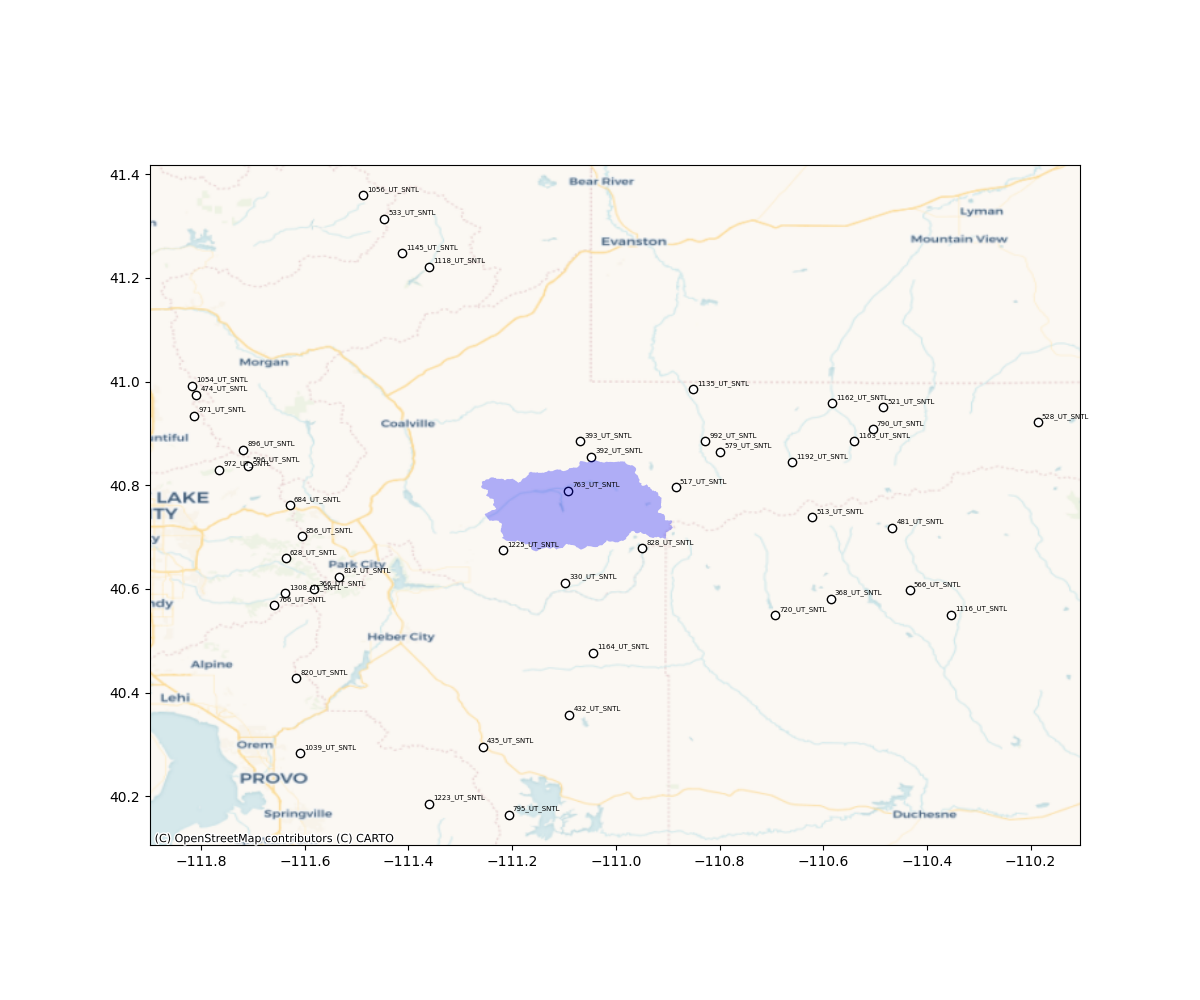 41.4
41.2
41.0
40.8
40.6
40.4
40.2
−111.8
−111.6
−111.4
−111.2
−111.0
−110.8
−110.6
−110.4
−110.2
Bear River
Lyman
Evanston
Mountain View
Morgan
Coalville
ntiful
LAKE
TY
y
Park City
ndy
Heber City
Alpine
Lehi
Orem
PROVO
Springville
Duchesne
n
1056_UT_SNTL
533_UT_SNTL
1145_UT_SNTL
1118_UT_SNTL
1054_UT_SNTL
474_UT_SNTL
971_UT_SNTL
896_UT_SNTL
972_UT_SNTL
596_UT_SNTL
684_UT_SNTL
856_UT_SNTL
628_UT_SNTL
814_UT_SNTL
366_UT_SNTL
1308_UT_SNTL
766_UT_SNTL
820_UT_SNTL
1039_UT_SNTL
1223_UT_SNTL
795_UT_SNTL
435_UT_SNTL
432_UT_SNTL
1164_UT_SNTL
330_UT_SNTL
1225_UT_SNTL
828_UT_SNTL
763_UT_SNTL
392_UT_SNTL
393_UT_SNTL
517_UT_SNTL
579_UT_SNTL
992_UT_SNTL
1135_UT_SNTL
1192_UT_SNTL
1163_UT_SNTL
790_UT_SNTL
1162_UT_SNTL
521_UT_SNTL
528_UT_SNTL
513_UT_SNTL
481_UT_SNTL
566_UT_SNTL
368_UT_SNTL
720_UT_SNTL
1116_UT_SNTL
(C) OpenStreetMap contributors (C) CARTO